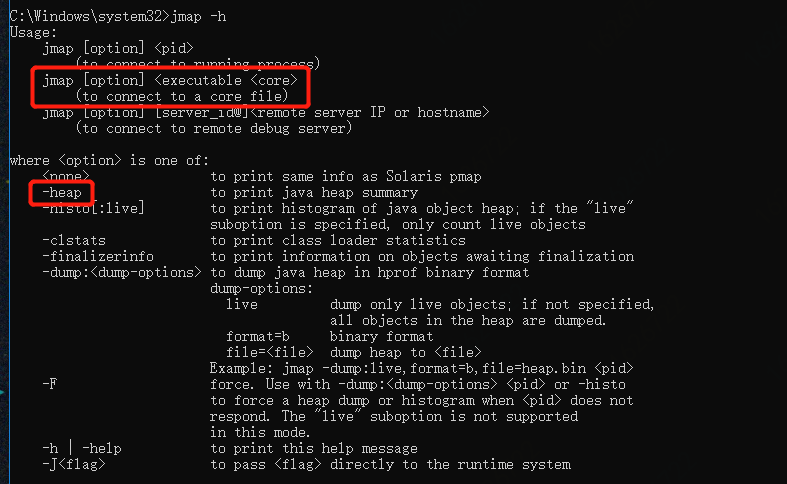 C:\Windows\system32>jmap -h
Usage:
    jmap [option] <pid>
        (to connect to running process)
    jmap [option] <executable <core>
        (to connect to a core file)
    jmap [option] [server_id@]<remote server IP or hostname>
        (to connect to remote debug server)

where <option> is one of:
    <none>               to print same info as Solaris pmap
    -heap                to print java heap summary
    -histo[:live]        to print histogram of java object heap; if the "live"
                         suboption is specified, only count live objects
    -clstats             to print class loader statistics
    -finalizerinfo       to print information on objects awaiting finalization
    -dump:<dump-options> to dump java heap in hprof binary format
                         dump-options:
                           live         dump only live objects; if not specified,
                                        all objects in the heap are dumped.
                           format=b     binary format
                           file=<file>  dump heap to <file>
                         Example: jmap -dump:live,format=b,file=heap.bin <pid>
    -F                   force. Use with -dump:<dump-options> <pid> or -histo
                         to force a heap dump or histogram when <pid> does not
                         respond. The "live" suboption is not supported
                         in this mode.
    -h | -help           to print this help message
    -J<flag>             to pass <flag> directly to the runtime system